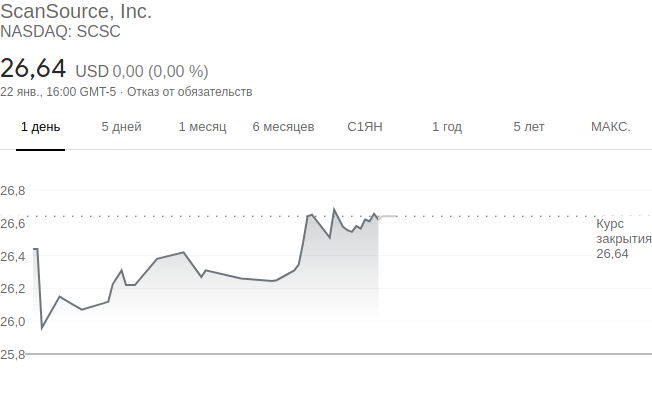 ScanSource, Inc.
NASDAQ: SCSC
26,64 USD 0,00 (0,00 %)
22 янв., 16:00 GMT-5 · Отказ от обязательств
1 день 5 дней 1 месяц 6 месяцев С1ЯН 1 год 5 лет МАКС.
26,8
26,6
Курс
закрытия
26,64
26,4
26,2
26,0
25,8